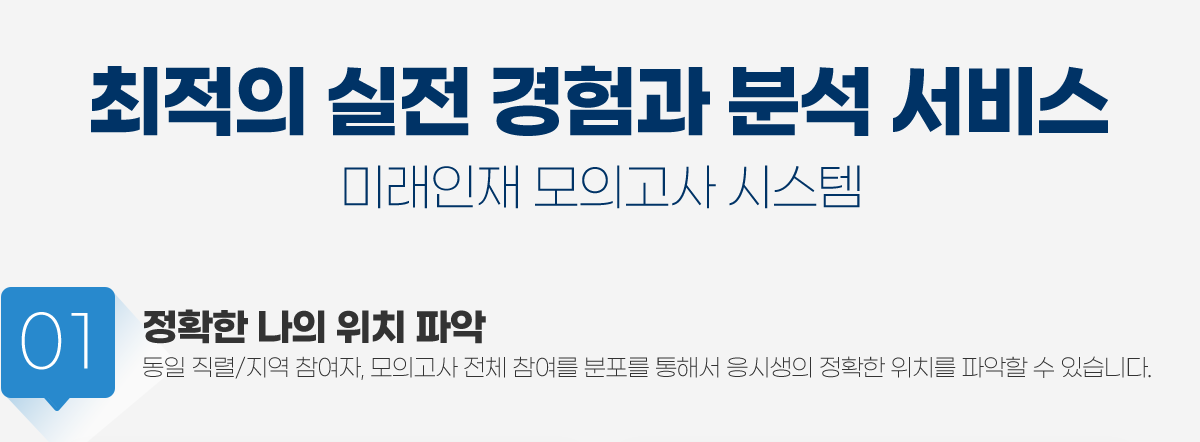 최적의 실전 경험과 분석 서비스
미래인재 모의고사 시스템
01
정확한 나의 위치 파악
동일 직렬/지역 참여자, 모의고사 전체 참여를 분포를 통해서 응시생의 정확한 위치를 파악할 수 있습니다.